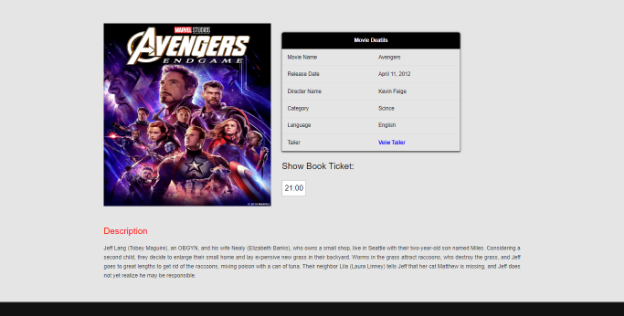 MARVEL STUDIOS
AVENGERS
ENDGAME
Movie Deatils
Movie Name Avengers
Release Date April 11, 2012
Directer Name Kevin Feige
Category Scince
Language English
Tailer Veiw Tailer
Show Book Ticket:
21:00
Description
Jeff Lang (Tobey Maguire), an OBGYN, and his wife Nealy (Elizabeth Banks), who owns a small shop, live in Seattle with their two-year-old son named Miles. Considering a
second child, they decide to enlarge their small home and lay expensive new grass in their backyard. Worms in the grass attract raccoons, who destroy the grass, and Jeff
goes to great lengths to get rid of the raccoons, mixing poison with a can of tuna. Their neighbor Lila (Laura Linney) tells Jeff that her cat Matthew is missing, and Jeff does
not yet realize he may be responsible.